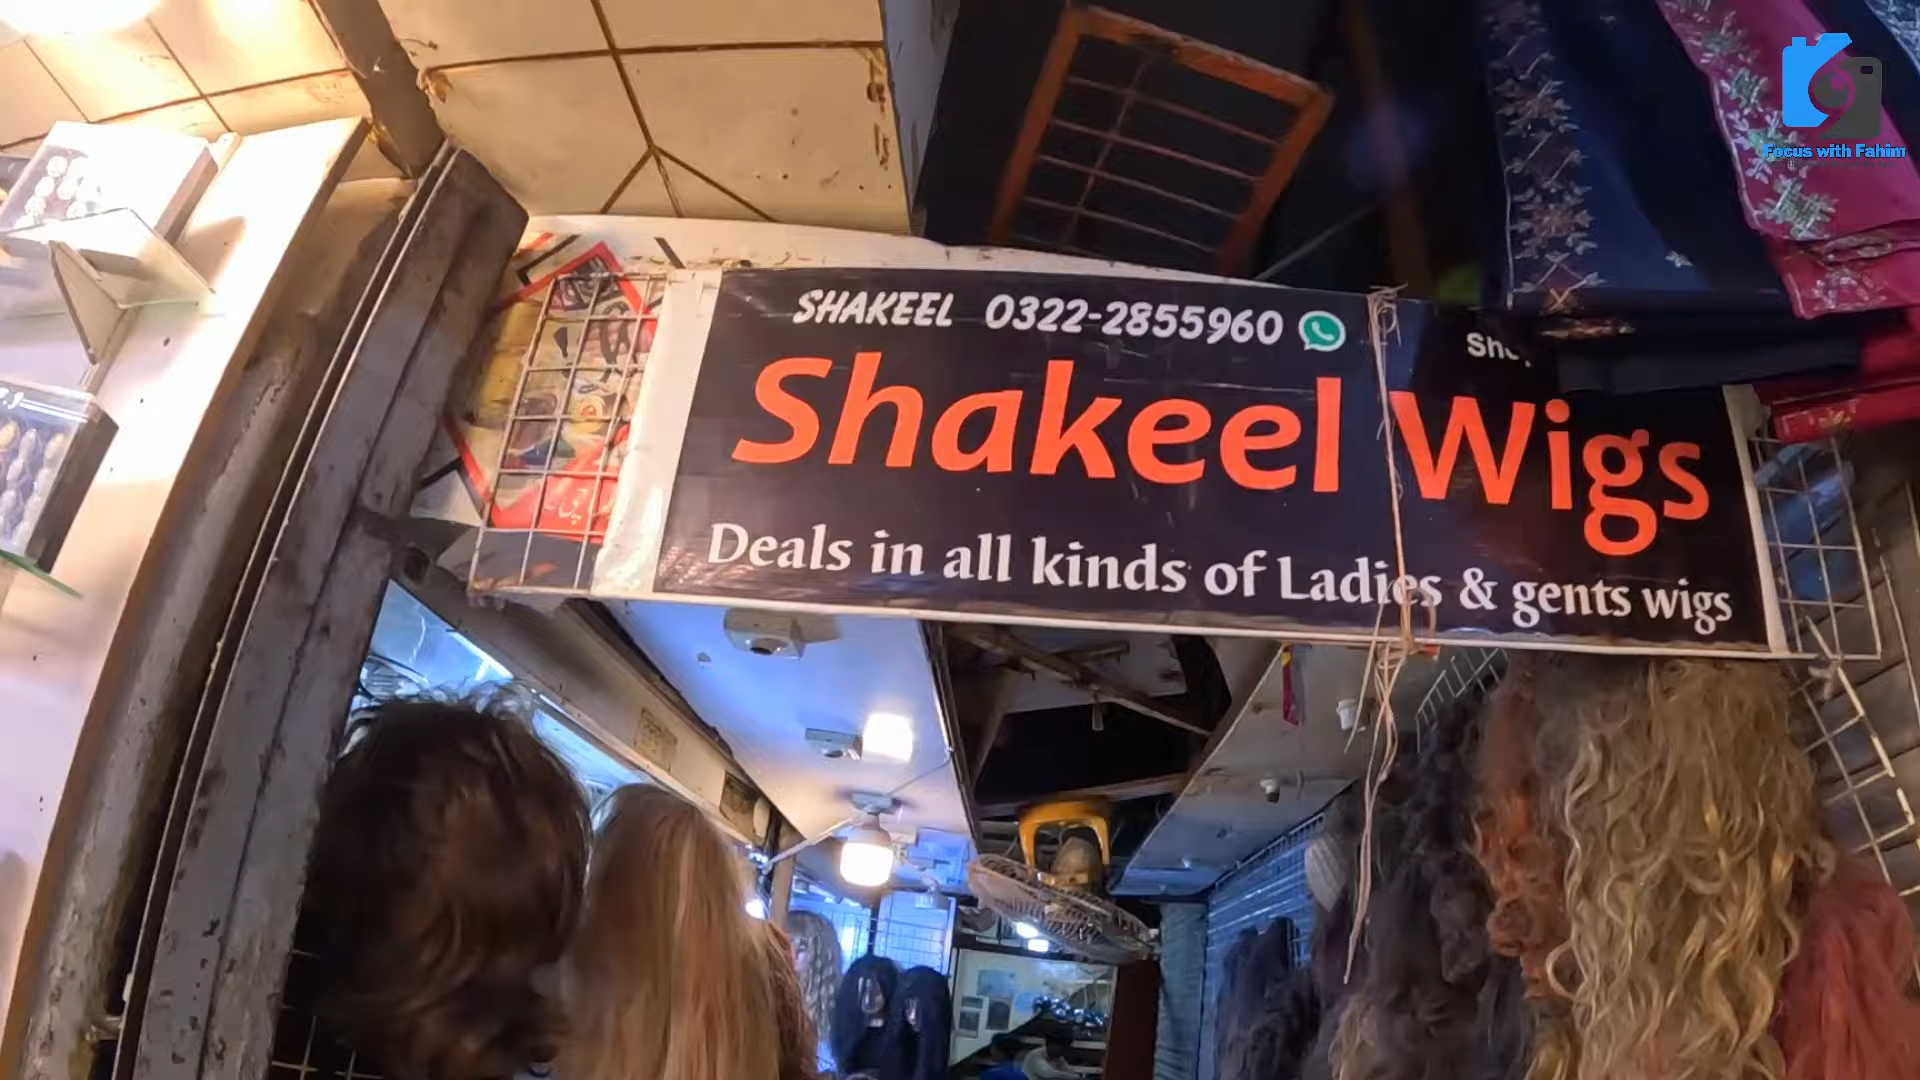 SHAKEEL 0322-2855960
Shakeel Wigs
Deals in all kinds of Ladies & gents wigs
Focus with Fahim